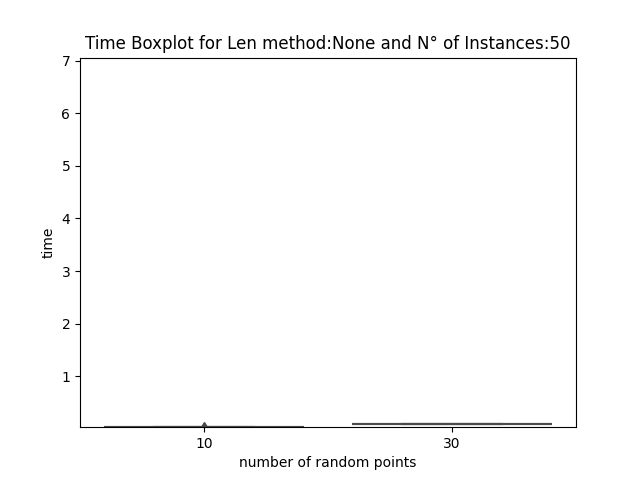 Time Boxplot for Len method:None and N° of Instances:50
7
6
5
4
3
2
1
time
10 30
number of random points